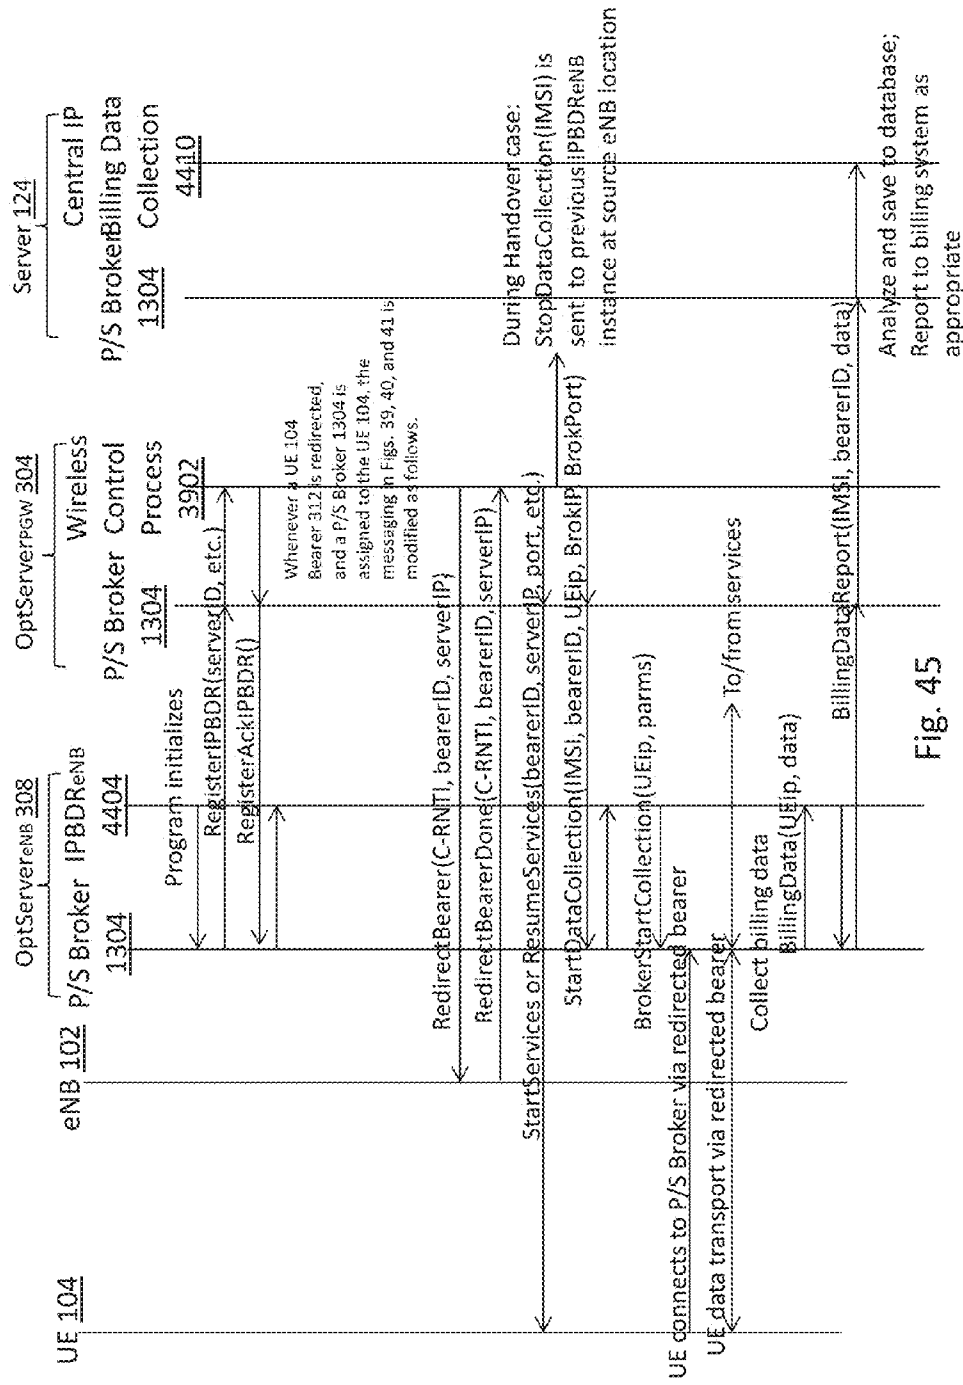 Server 124
OptServerPGW 304
OptServereNB 308
UE 104
eNB 102
P/S Broker
1304
IPBDReNB
4404
P/S Broker
1304
Wireless
Control
Process
3902
P/S Broker
1304
Central IP
Billing Data
Collection
4410
Program initializes
RegisterIPBDR(serverID, etc.)
RegisterAckIPBDR()
Whenever a UE 104
Bearer 312 is redirected,
and a P/S Broker 1304 is
assigned to the UE 104, the
messaging in Figs. 39, 40, and 41 is
modified as follows.
RedirectBearer(C-RNTI, bearerID, serverIP)
RedirectBearerDone(C-RNTI, bearerID, serverIP)
StartServices or ResumeServices(bearerID, serverIP, port, etc.)
During Handover case:
StopDataCollection(IMSI) is
sent to previous IPBDReNB
instance at source eNB location
StartDataCollection(IMSI, bearerID, UEip, BrokIP, BrokPort)
BrokerStartCollection(UEip, parms)
UE connects to P/S Broker via redirected bearer
UE data transport via redirected bearer
To/from services
Collect billing data
BillingData(UEip, data)
BillingDataReport(IMSI, bearerID, data)
Analyze and save to database;
Report to billing system as
appropriate
Fig. 45